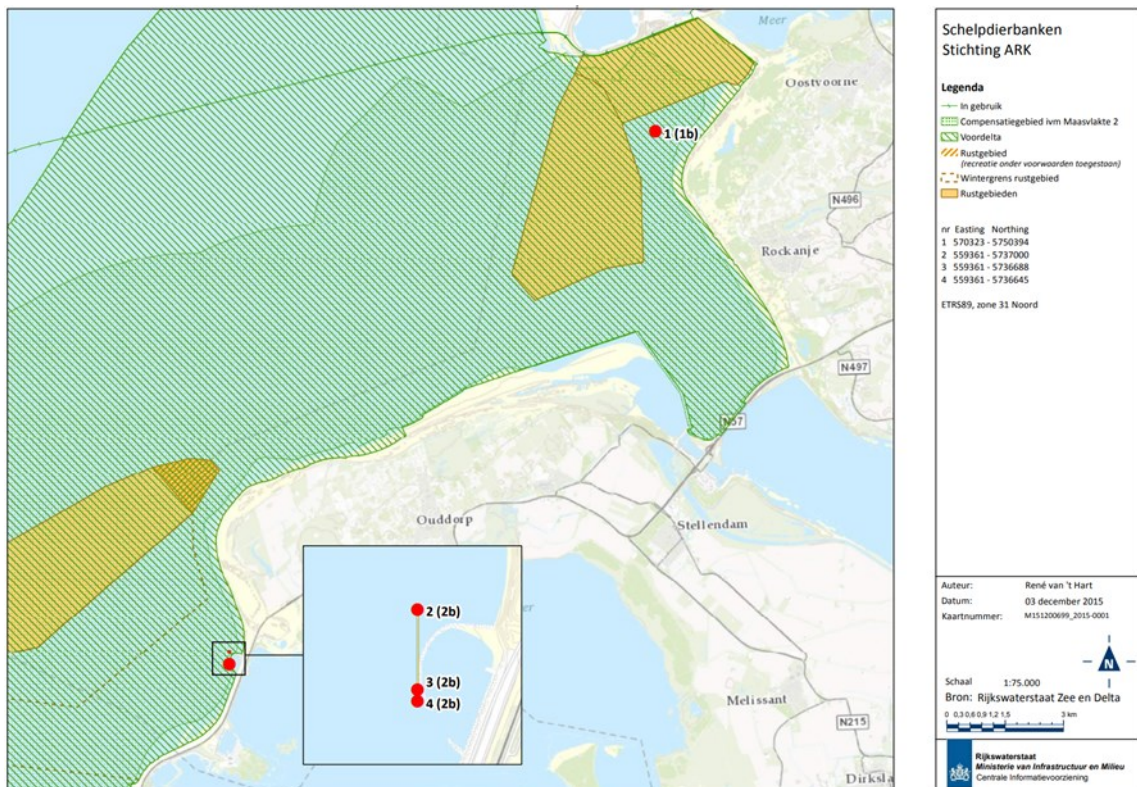 Meer
Oostvoorne
1 (1b)
N496
Rockanje
N497
N57
Ouddorp
Stellendam
2 (2b)
3 (2b)
4 (2b)
Melissant
N215
Dirksla
Schelpdierbanken
Stichting ARK
Legenda
In gebruik
Compensatiegebied ivm Maasvlakte 2
Voordelta
Rustgebied
(recreatie onder voorwaarden toegestaan)
Wintergrens rustgebied
Rustgebieden
nr Easting Northing
1 570323 - 5750394
2 559361 - 5737000
3 559361 - 5736688
4 559361 - 5736645
ETRS89, zone 31 Noord
Auteur: René van 't Hart
Datum: 03 december 2015
Kaartnummer: M151200699_2015-0001
N
Schaal 1:75.000
Bron: Rijkswaterstaat Zee en Delta
0 0,3 0,6 0,9 1,2 1,5 3 km
Rijkswaterstaat
Ministerie van Infrastructuur en Milieu
Centrale Informatievoorziening